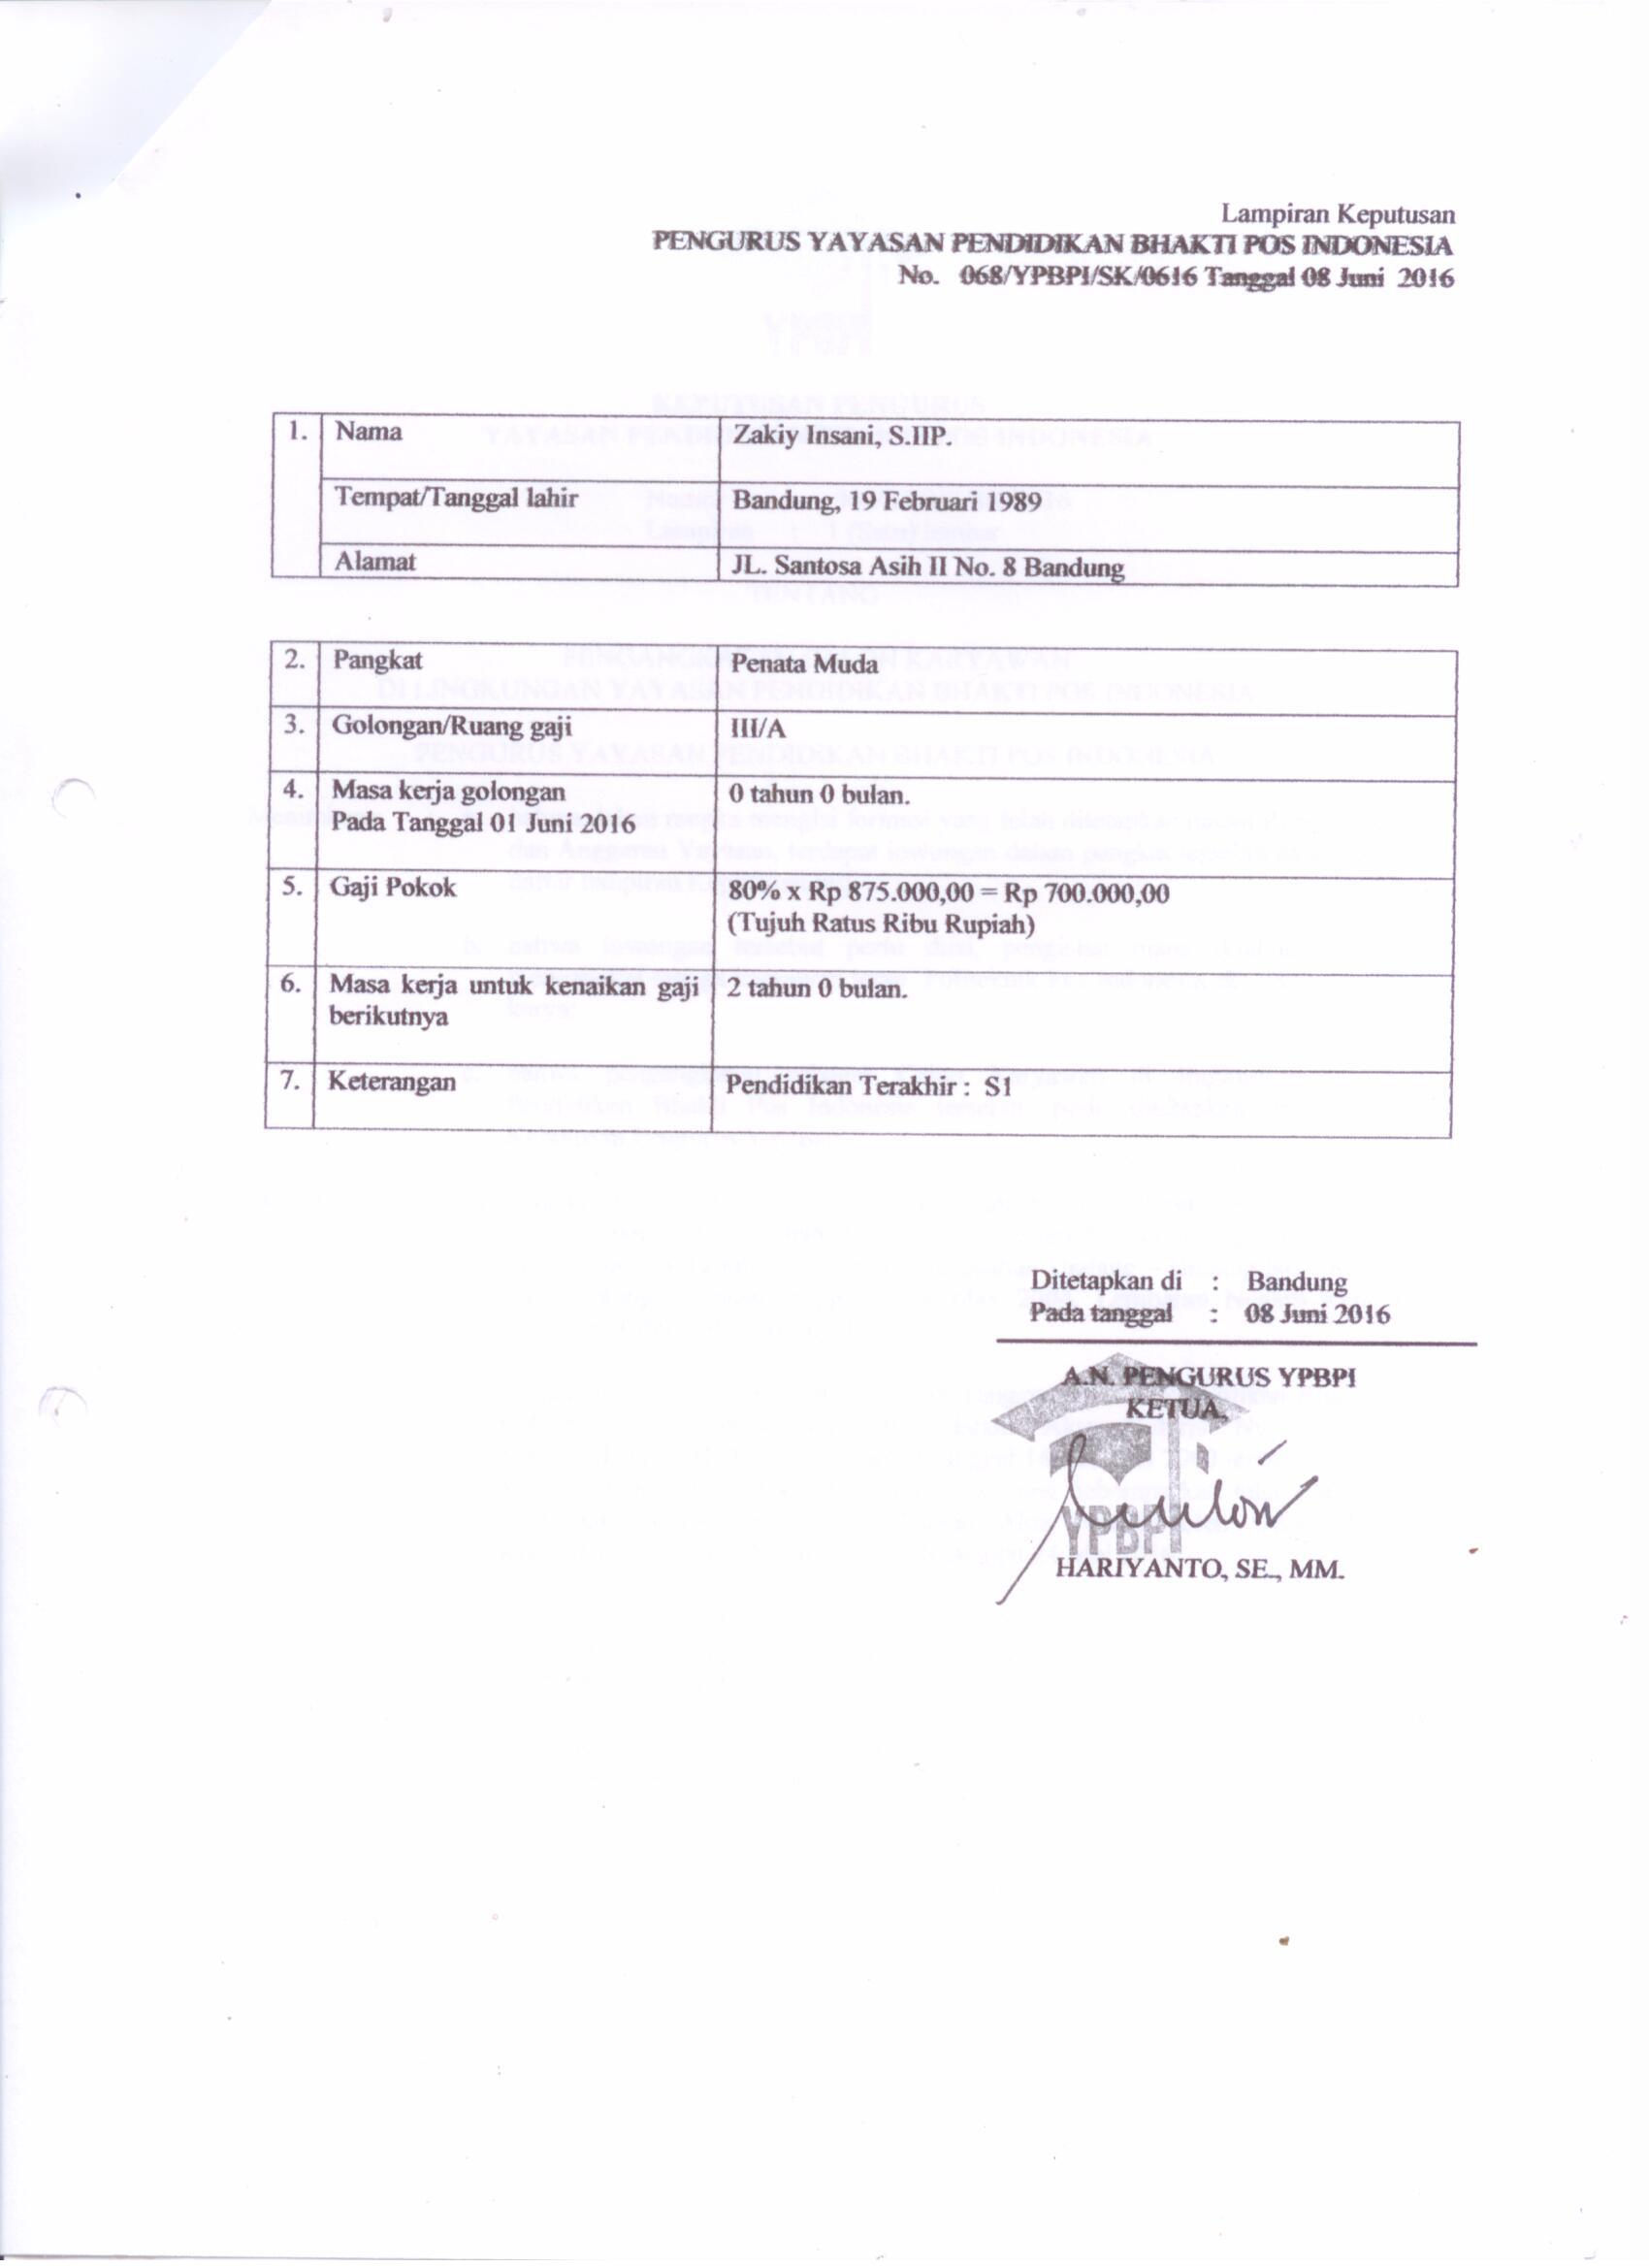 Lampiran Keputusan
PENGURUS YAYASAN PENDIDIKAN BHAKTI POS INDONESIA
No. 068/YPBPI/SK/0616 Tanggal 08 Juni 2016
1. Nama Zakiy Insani, S.IIP.
Tempat/Tanggal lahir Bandung, 19 Februari 1989
Alamat JL. Santosa Asih II No. 8 Bandung
2. Pangkat Penata Muda
3. Golongan/Ruang gaji III/A
4. Masa kerja golongan 0 tahun 0 bulan.
Pada Tanggal 01 Juni 2016
5. Gaji Pokok 80% x Rp 875.000,00 = Rp 700.000,00
(Tujuh Ratus Ribu Rupiah)
6. Masa kerja untuk kenaikan gaji 2 tahun 0 bulan.
berikutnya
7. Keterangan Pendidikan Terakhir : S1
Ditetapkan di : Bandung
Pada tanggal : 08 Juni 2016
A.N. PENGURUS YPBPI
KETUA,
YPBPI
HARIYANTO, SE., MM.